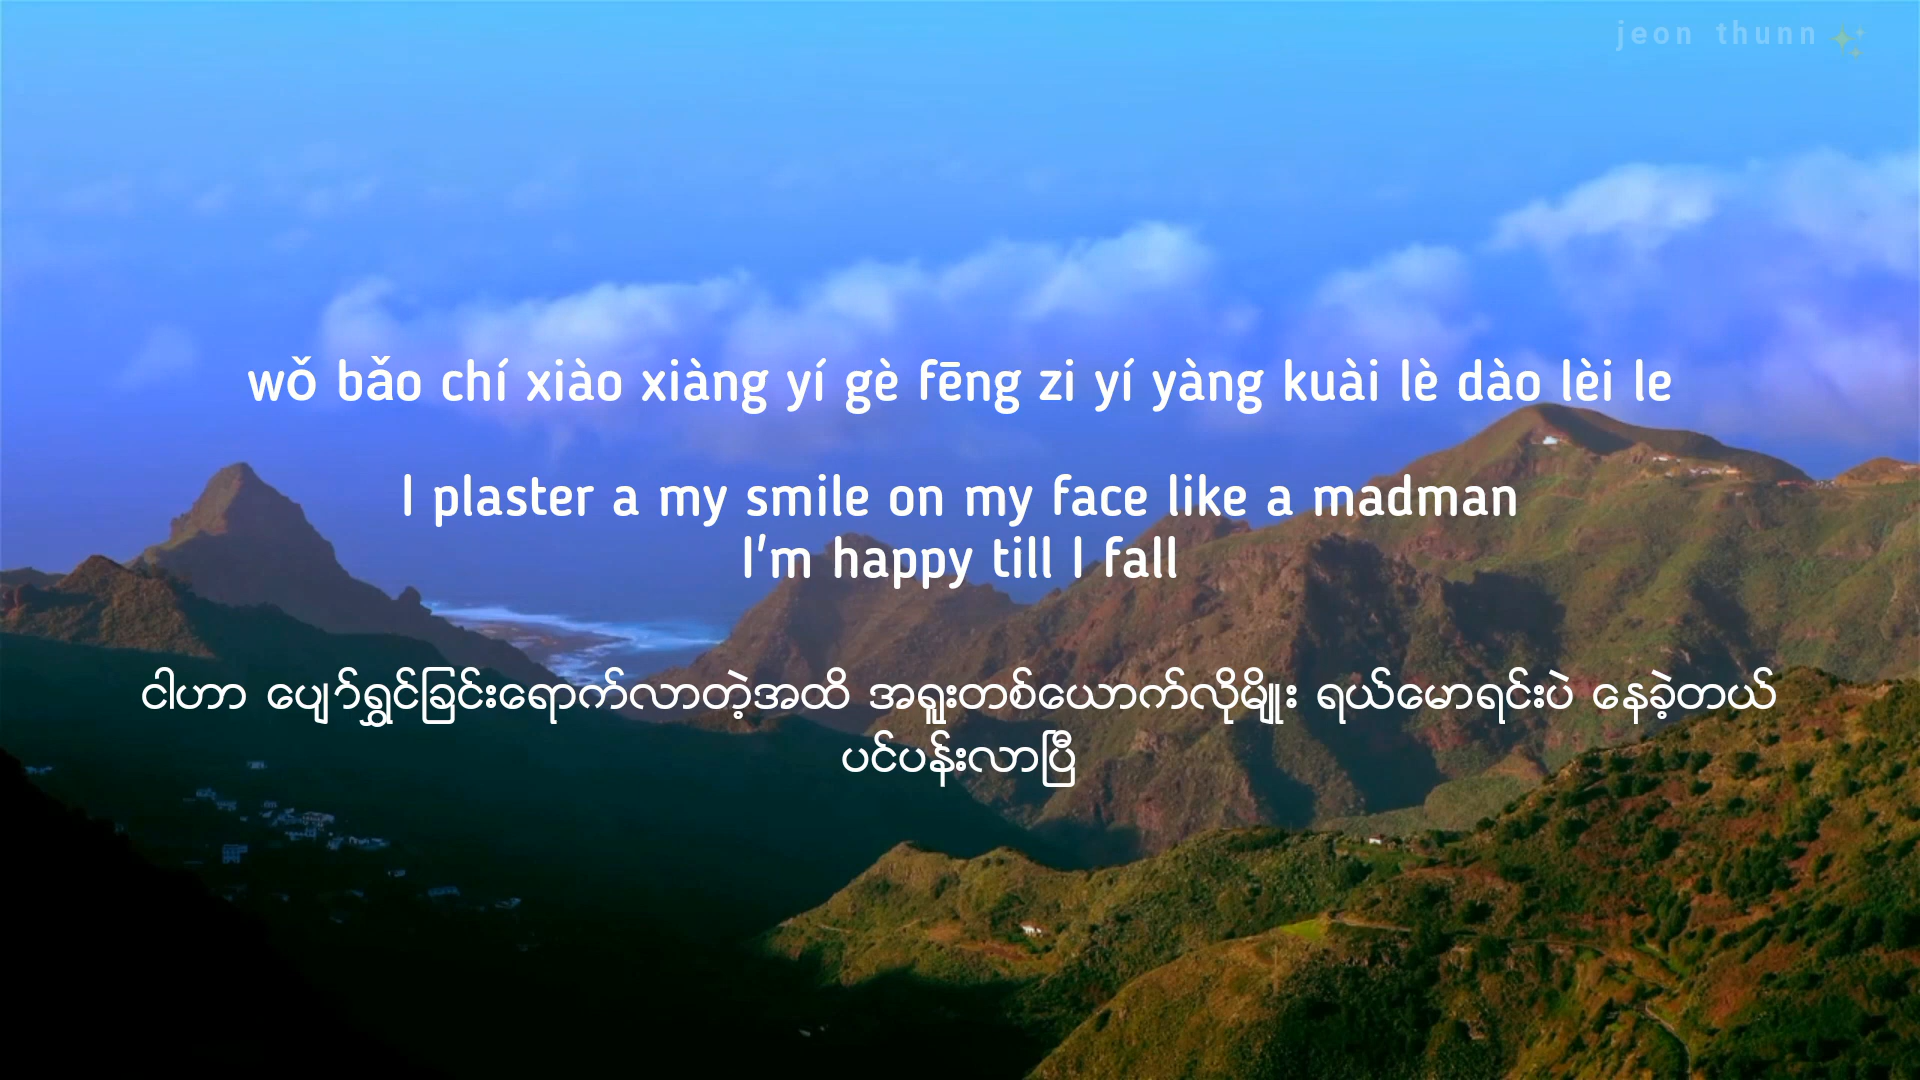 jeon thunn
wǒ bǎo chí xiào xiàng yí gè fēng zi yí yàng kuài lè dào lèi le
I plaster a my smile on my face like a madman
I'm happy till I fall
ငါဟာ ပျော်ရွှင်ခြင်းရောက်လာတဲ့အထိ အရူးတစ်ယောက်လိုမျိုး ရယ်မောရင်းပဲ နေခဲ့တယ်
ပင်ပန်းလာပြီ